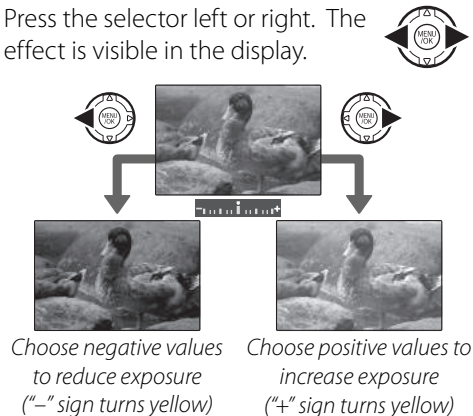 Press the selector left or right. The
effect is visible in the display.
MENU
/OK
MENU
/OK
MENU
/OK
– i +
Choose negative values
to reduce exposure
(“–” sign turns yellow)
Choose positive values to
increase exposure
(“+” sign turns yellow)